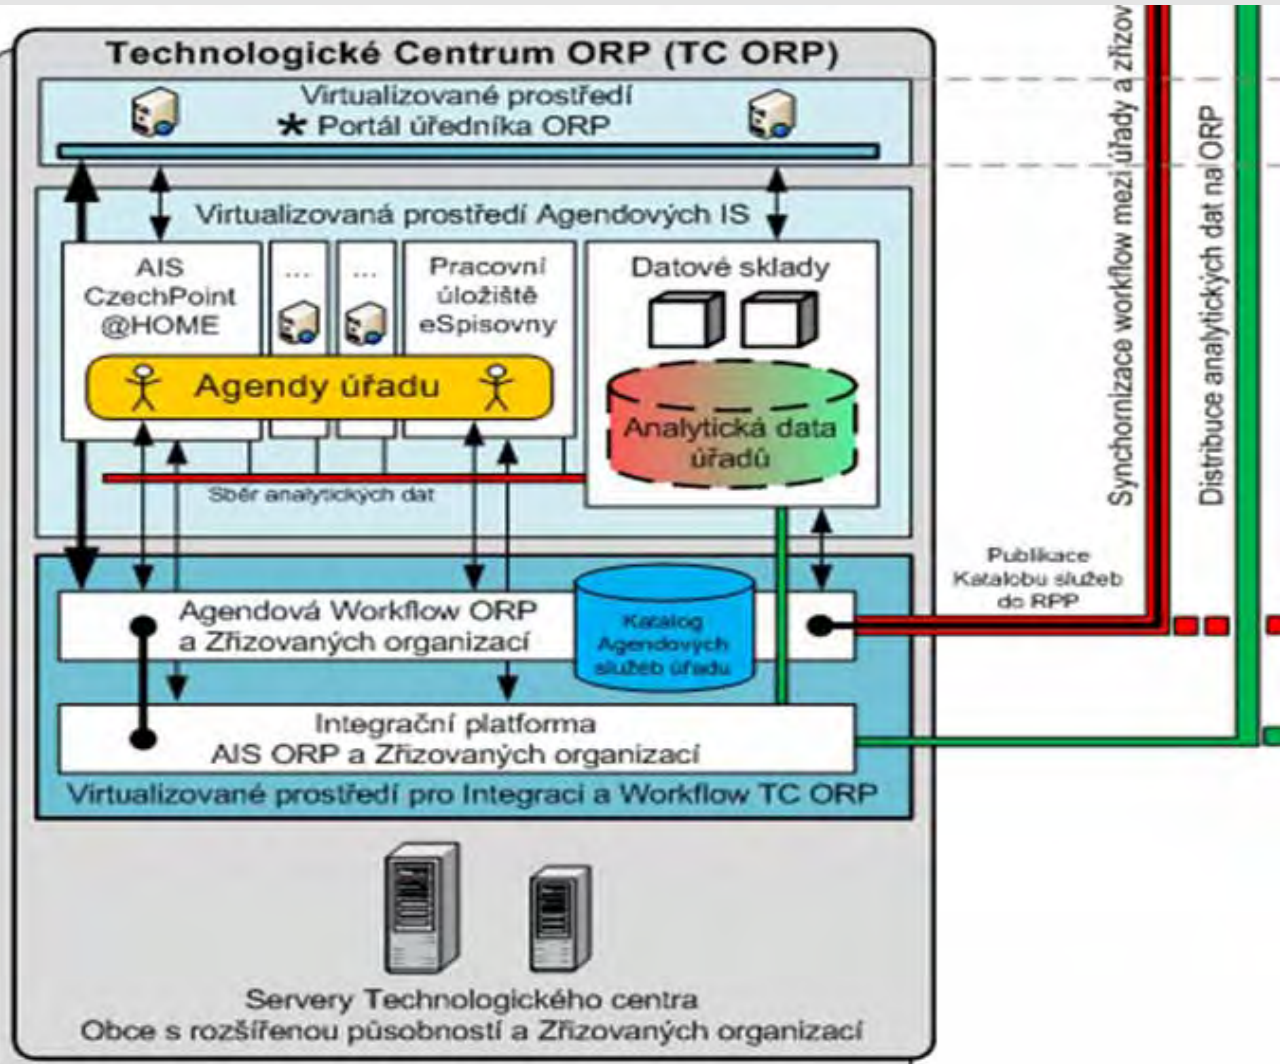 Technologické Centrum ORP (TC ORP)
Virtualizované prostředí
* Portál úředníka ORP
Virtualizovaná prostředí Agendových IS
AIS
CzechPoint
@HOME
...
...
Pracovní
úložiště
eSpisovny
Datové sklady
Agendy úřadu
Analytická data
úřadů
Sběr analytických dat
Agendová Workflow ORP
a Zřizovaných organizací
Katalog
Agendových
služeb úřadu
Integrační platforma
AIS ORP a Zřizovaných organizací
Virtualizované prostředí pro Integraci a Workflow TC ORP
Servery Technologického centra
Obce s rozšířenou působností a Zřizovaných organizací
Publikace
Katalobu služeb
do RPP
Synchornizace workflow mezi úřady a zřizov
Distribuce analytických dat na ORP